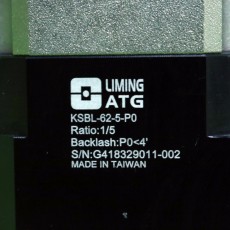 LIMING
ATG
KSBL-62-5-P0
Ratio:1/5
Backlash:P0<4'
S/N:G418329011-002
MADE IN TAIWAN